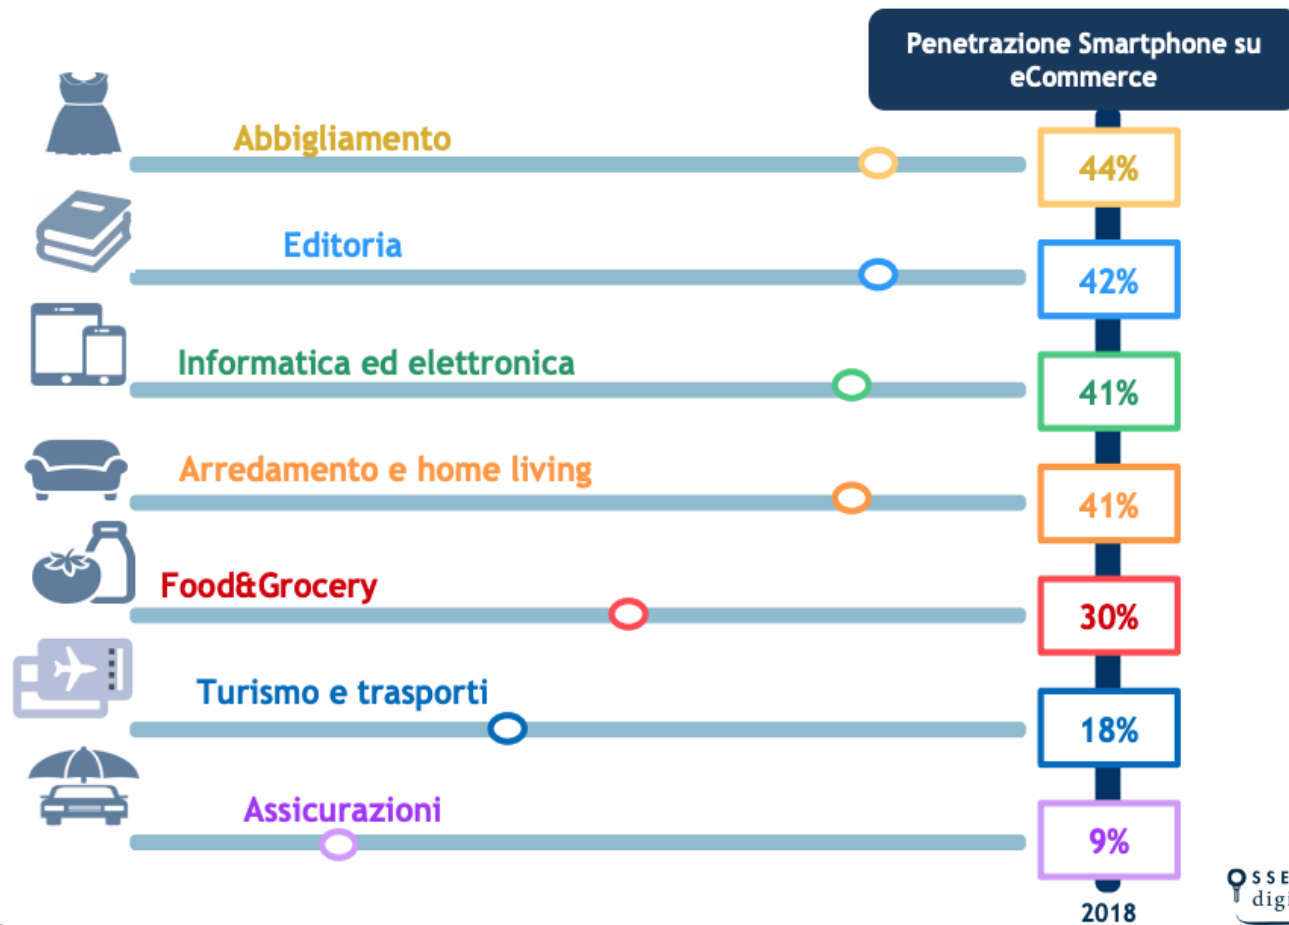 Penetrazione Smartphone su
eCommerce
Abbigliamento
44%
Editoria
42%
Informatica ed elettronica
41%
Arredamento e home living
41%
Food&Grocery
30%
Turismo e trasporti
18%
Assicurazioni
9%
2018